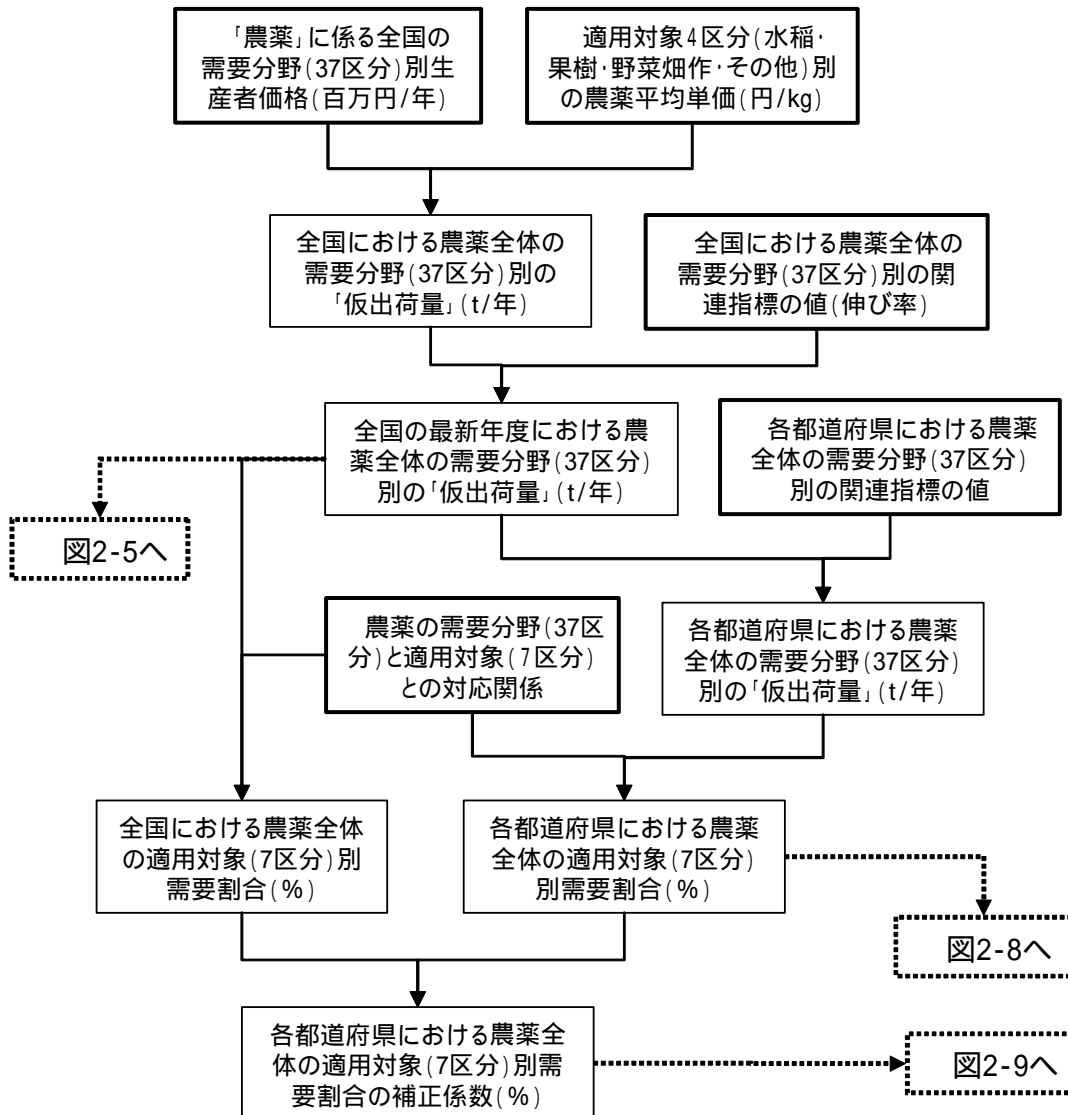 「農薬」に係る全国の
需要分野(37区分)別生
産者価格(百万円/年)
適用対象4区分(水稲・
果樹・野菜畑作・その他)別
の農薬平均単価(円/kg)
全国における農薬全体の
需要分野(37区分)別の
「仮出荷量」(t/年)
全国における農薬全体の
需要分野(37区分)別の関
連指標の値(伸び率)
全国の最新年度における農
薬全体の需要分野(37区分)
別の「仮出荷量」(t/年)
各都道府県における農薬
全体の需要分野(37区分)
別の関連指標の値
図2-5へ
農薬の需要分野(37区
分)と適用対象(7区分)
との対応関係
各都道府県における農薬
全体の需要分野(37区分)
別の「仮出荷量」(t/年)
全国における農薬全体
の適用対象(7区分)別
需要割合(%)
各都道府県における農薬
全体の適用対象(7区分)
別需要割合(%)
図2-8へ
各都道府県における農薬全
体の適用対象(7区分)別需
要割合の補正係数(%)
図2-9へ